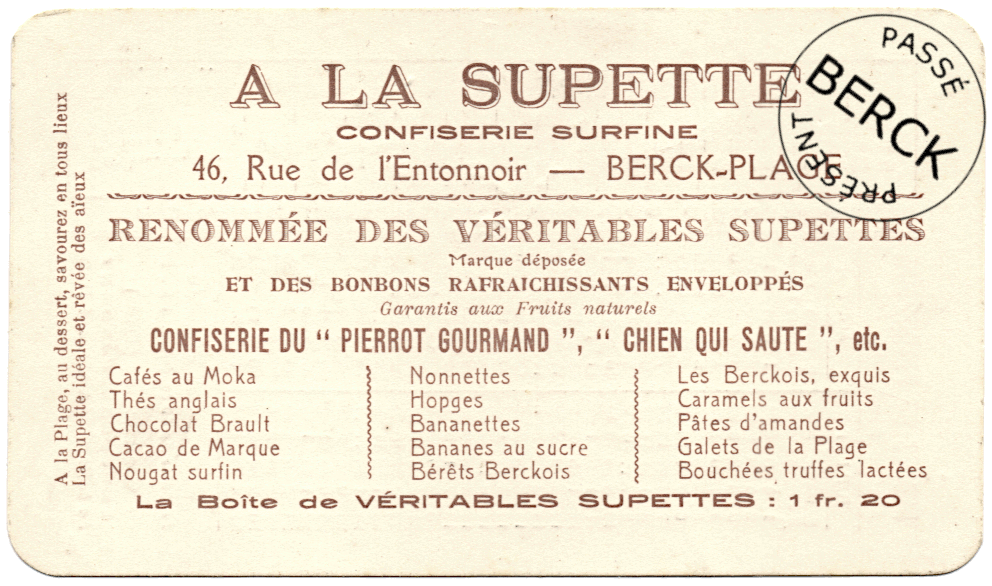 A LA SUPETTE
CONFISERIE SURFINE
46, Rue de l'Entonnoir — BERCK-PLAGE
RENOMMÉE DES VÉRITABLES SUPETTES
Marque déposée
ET DES BONBONS RAFRAICHISSANTS ENVELOPPÉS
Garantis aux Fruits naturels
CONFISERIE DU “ PIERROT GOURMAND ”, “ CHIEN QUI SAUTE ”, etc.
Cafés au Moka
Thés anglais
Chocolat Brault
Cacao de Marque
Nougat surfin
Nonnettes
Hopges
Bananettes
Bananes au sucre
Bérêts Berckois
Les Berckois, exquis
Caramels aux fruits
Pâtes d'amandes
Galets de la Plage
Bouchées truffes lactées
La Boîte de VÉRITABLES SUPETTES : 1 fr. 20
A la Plage, au dessert, savourez en tous lieux
La Supette idéale et rêvée des aïeux
PASSÉ
BERCK
PRÉSENT